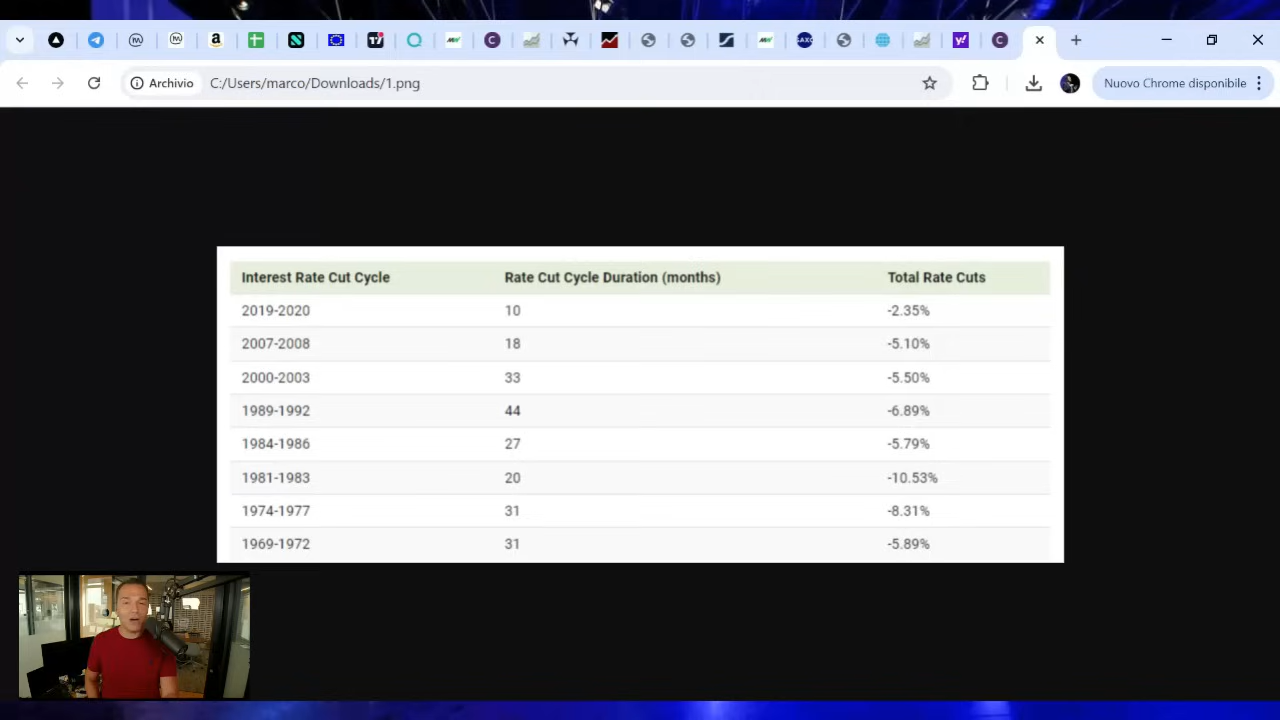 Archivio C:/Users/marco/Downloads/1.png Nuovo Chrome disponibile
Interest Rate Cut Cycle Rate Cut Cycle Duration (months) Total Rate Cuts
2019-2020 10 -2.35%
2007-2008 18 -5.10%
2000-2003 33 -5.50%
1989-1992 44 -6.89%
1984-1986 27 -5.79%
1981-1983 20 -10.53%
1974-1977 31 -8.31%
1969-1972 31 -5.89%